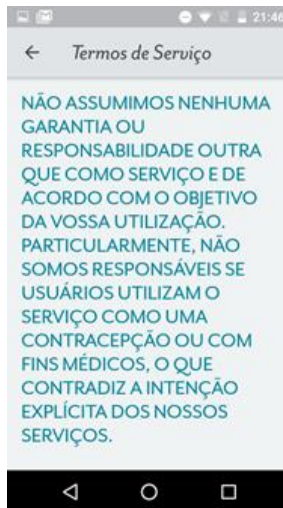 21:46
Termos de Serviço
NÃO ASSUMIMOS NENHUMA
GARANTIA OU
RESPONSABILIDADE OUTRA
QUE COMO SERVIÇO E DE
ACORDO COM O OBJETIVO
DA VOSSA UTILIZAÇÃO.
PARTICULARMENTE, NÃO
SOMOS RESPONSÁVEIS SE
USUÁRIOS UTILIZAM O
SERVIÇO COMO UMA
CONTRACEPÇÃO OU COM
FINS MÉDICOS, O QUE
CONTRADIZ A INTENÇÃO
EXPLÍCITA DOS NOSSOS
SERVIÇOS.